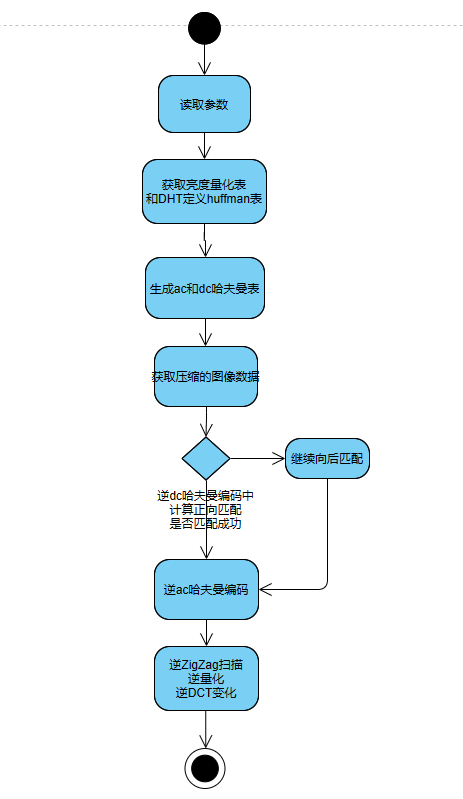 读取参数
获取亮度量化表
和DHT定义huffman表
生成ac和dc哈夫曼表
获取压缩的图像数据
继续向后匹配
逆dc哈夫曼编码中
计算正向匹配
是否匹配成功
逆ac哈夫曼编码
逆ZigZag扫描
逆量化
逆DCT变化